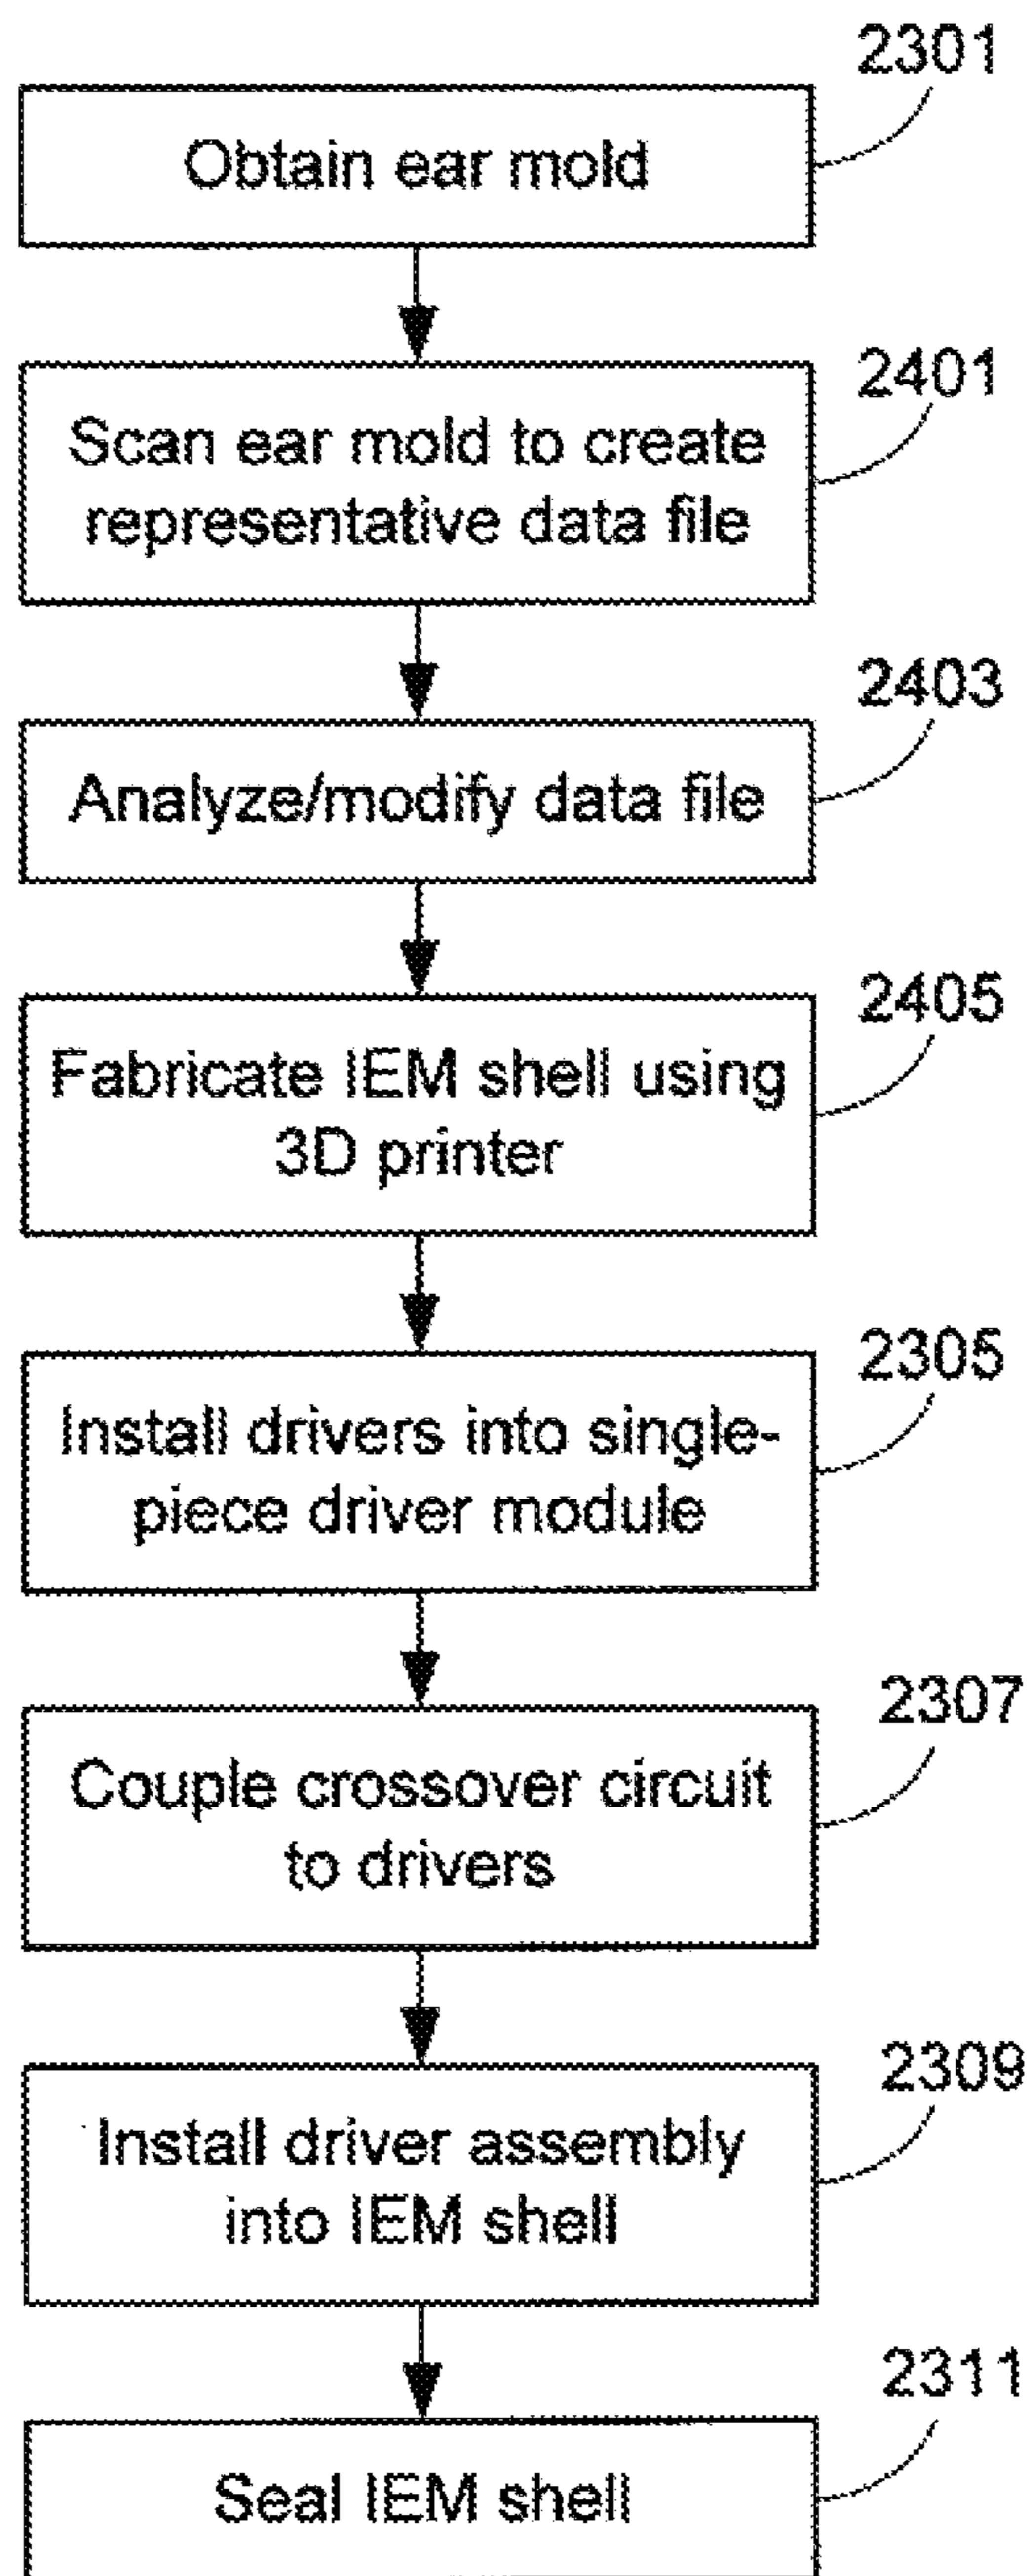 2301
Obtain ear mold
2401
Scan ear mold to create
representative data file
2403
Analyze/modify data file
2405
Fabricate IEM shell using
3D printer
2305
Install drivers into single-
piece driver module
2307
Couple crossover circuit
to drivers
2309
Install driver assembly
into IEM shell
2311
Seal IEM shell